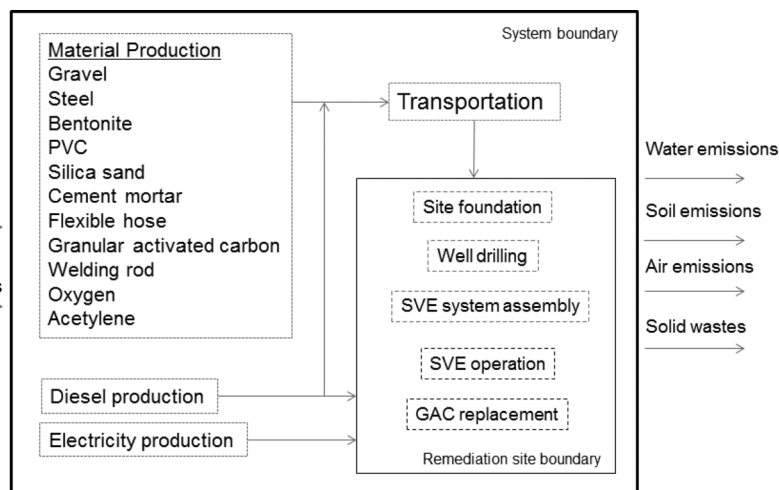 System boundary
Material Production
Gravel
Steel
Bentonite
PVC
Silica sand
Cement mortar
Flexible hose
Granular activated carbon
Welding rod
Oxygen
Acetylene
Transportation
Site foundation
Well drilling
SVE system assembly
SVE operation
GAC replacement
Remediation site boundary
Diesel production
Electricity production
Water emissions
Soil emissions
Air emissions
Solid wastes